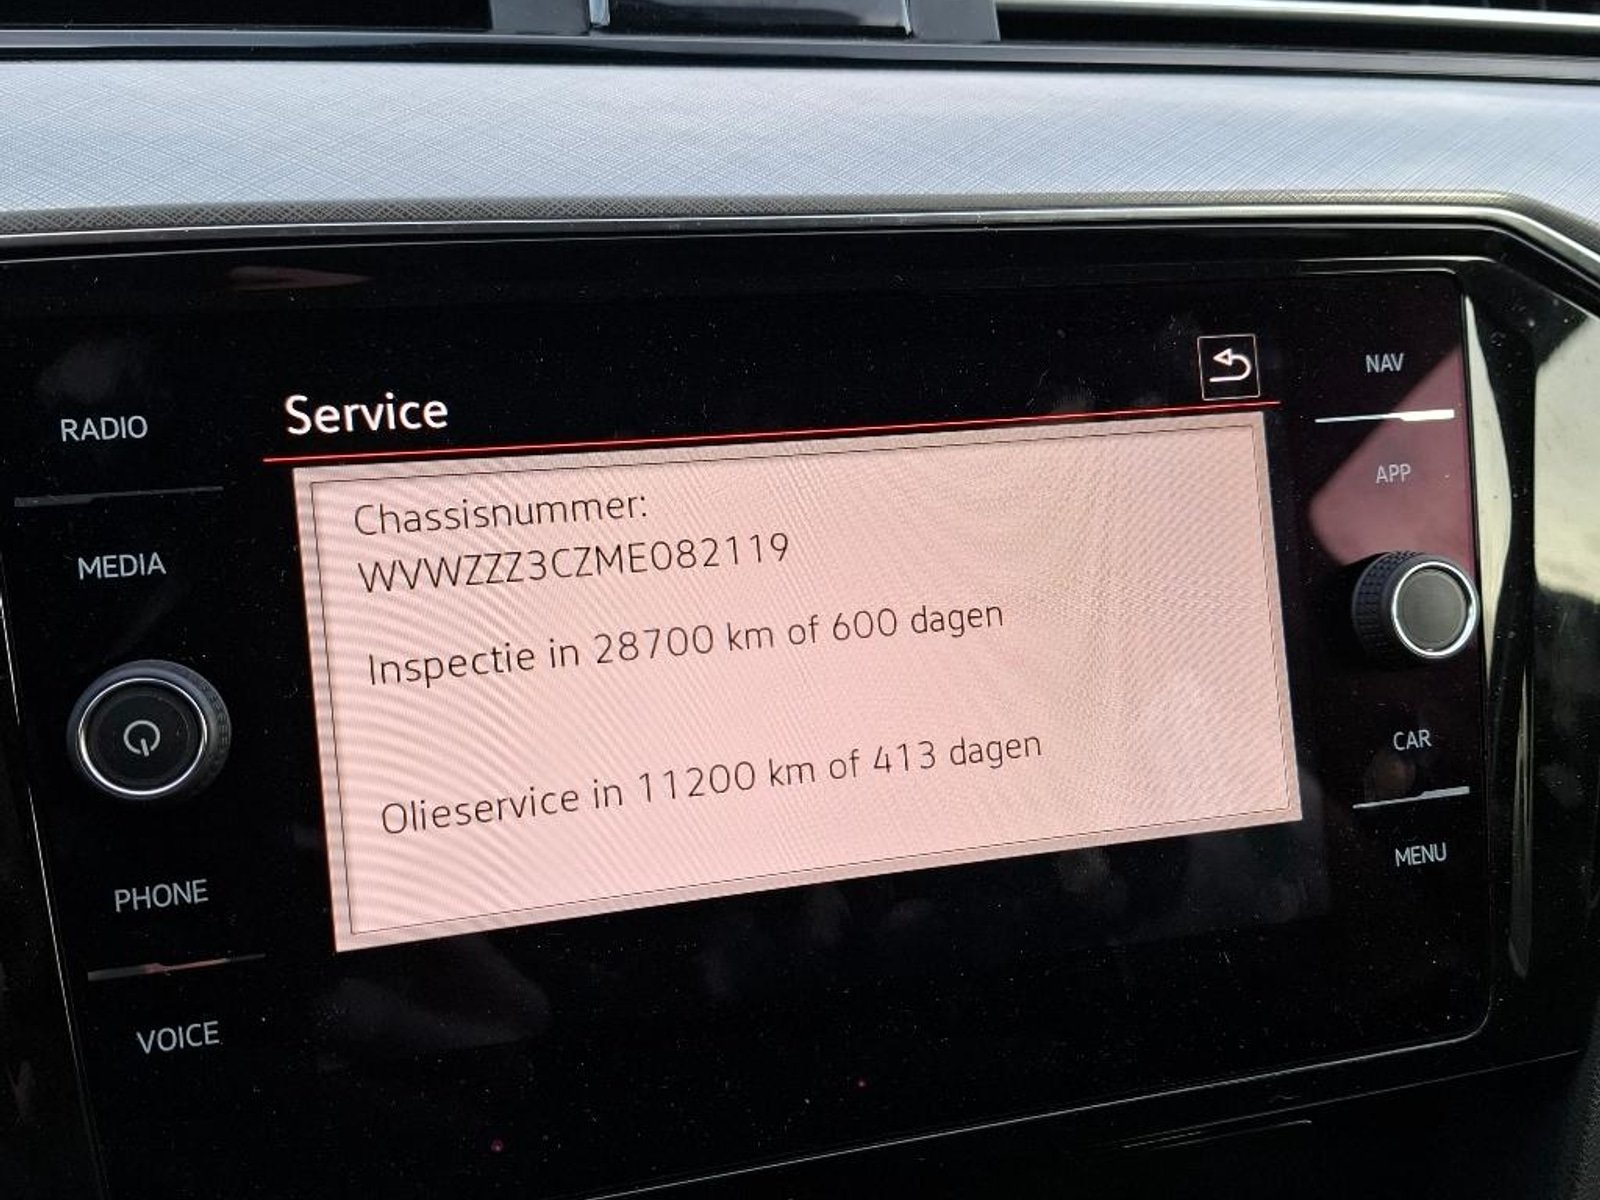 Service
NAV
RADIO
APP
Chassisnummer:
WVWZZZ3CZME082119
MEDIA
Inspectie in 28700 km of 600 dagen
CAR
Olieservice in 11200 km of 413 dagen
MENU
PHONE
VOICE